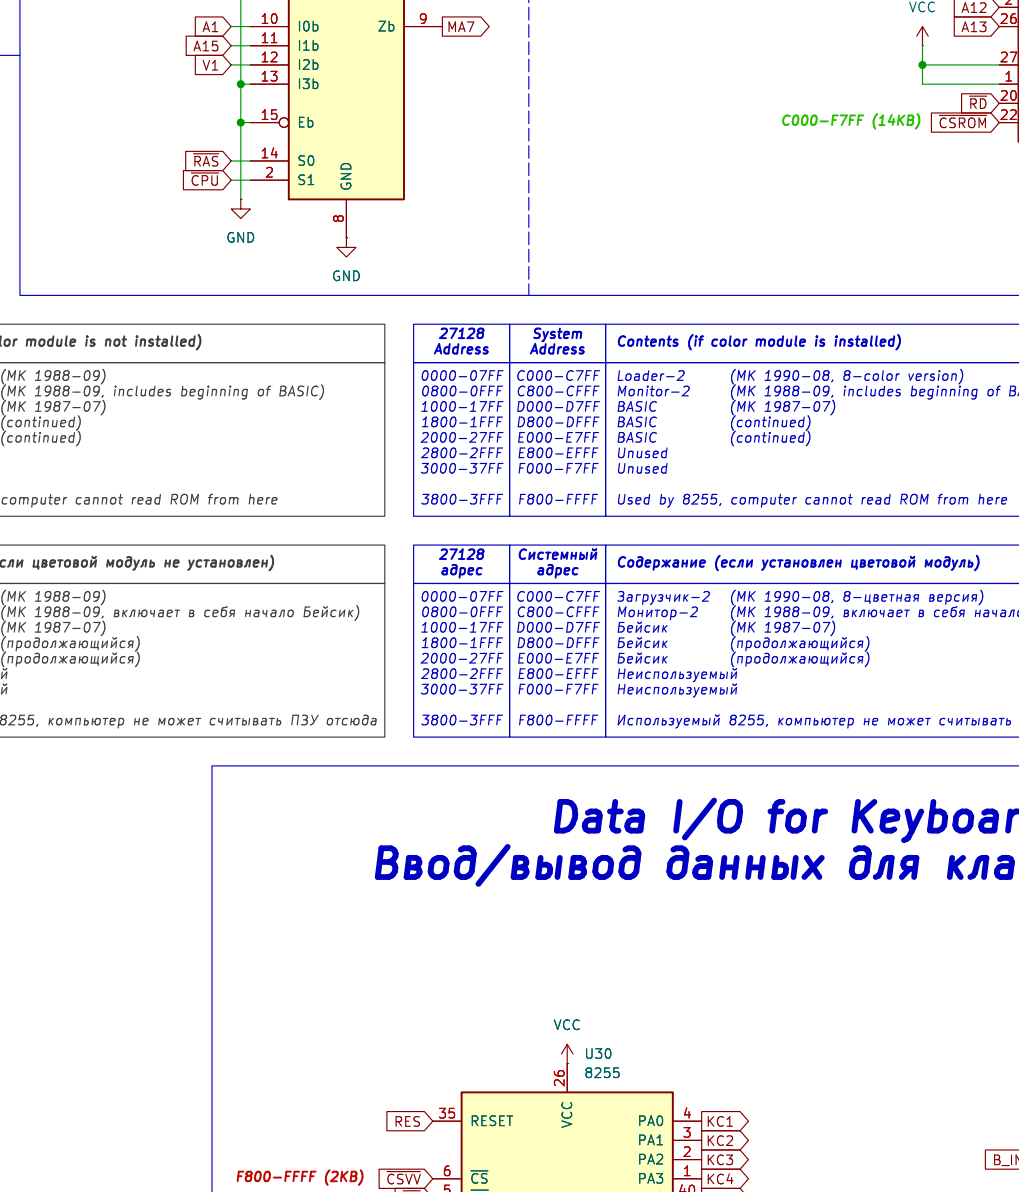 A1 10 I0b Zb 9 MA7
A15 11 I1b
V1 12 I2b
13 I3b
15 Eb
RAS 14 S0
CPU 2 S1
GND
8
GND
GND
VCC
A12
A13 26
27
1
RD 20
C000-F7FF (14KB) CSROM 22
lor module is not installed)
(MK 1988-09)
(MK 1988-09, includes beginning of BASIC)
(MK 1987-07)
(continued)
(continued)
computer cannot read ROM from here
27128 Address System Address Contents (if color module is installed)
0000-07FF C000-C7FF Loader-2 (MK 1990-08, 8-color version)
0800-0FFF C800-CFFF Monitor-2 (MK 1988-09, includes beginning of BA
1000-17FF D000-D7FF BASIC (MK 1987-07)
1800-1FFF D800-DFFF BASIC (continued)
2000-27FF E000-E7FF BASIC (continued)
2800-2FFF E800-EFFF Unused
3000-37FF F000-F7FF Unused
3800-3FFF F800-FFFF Used by 8255, computer cannot read ROM from here
сли цветовой модуль не установлен)
(МК 1988-09)
(МК 1988-09, включает в себя начало Бейсик)
(МК 1987-07)
(продолжающийся)
(продолжающийся)
й
й
8255, компьютер не может считывать ПЗУ отсюда
27128 адрес Системный адрес Содержание (если установлен цветовой модуль)
0000-07FF C000-C7FF Загрузчик-2 (МК 1990-08, 8-цветная версия)
0800-0FFF C800-CFFF Монитор-2 (МК 1988-09, включает в себя начало
1000-17FF D000-D7FF Бейсик (МК 1987-07)
1800-1FFF D800-DFFF Бейсик (продолжающийся)
2000-27FF E000-E7FF Бейсик (продолжающийся)
2800-2FFF E800-EFFF Неиспользуемый
3000-37FF F000-F7FF Неиспользуемый
3800-3FFF F800-FFFF Используемый 8255, компьютер не может считывать
Data I/O for Keyboar
Ввод/вывод данных для кла
VCC
U30
8255
26
VCC
RES 35 RESET PA0 4 KC1
PA1 3 KC2
PA2 2 KC3
F800-FFFF (2KB) CSVV 6 CS PA3 1 KC4
5 40
B_IN